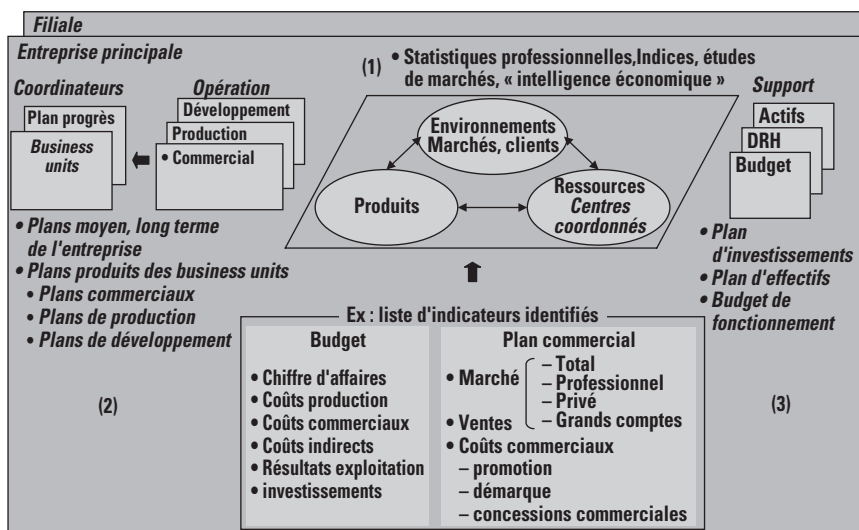 Filiale
Entreprise principale
(1)
• Statistiques professionnelles,Indices, études
de marchés, « intelligence économique »
Coordinateurs
Plan progrès
Business
units
Opération
Développement
Production
• Commercial
Environnements
Marchés, clients
Produits
Ressources
Centres
coordonnés
Support
Actifs
DRH
Budget
• Plans moyen, long terme
de l'entreprise
• Plans produits des business units
• Plans commerciaux
• Plans de production
• Plans de développement
(2)
• Plan
d'investissements
• Plan d'effectifs
• Budget de
fonctionnement
(3)
Ex : liste d'indicateurs identifiés
Budget
• Chiffre d'affaires
• Coûts production
• Coûts commerciaux
• Coûts indirects
• Résultats exploitation
• investissements
Plan commercial
• Marché
• Ventes
– Total
– Professionnel
– Privé
– Grands comptes
• Coûts commerciaux
– promotion
– démarque
– concessions commerciales